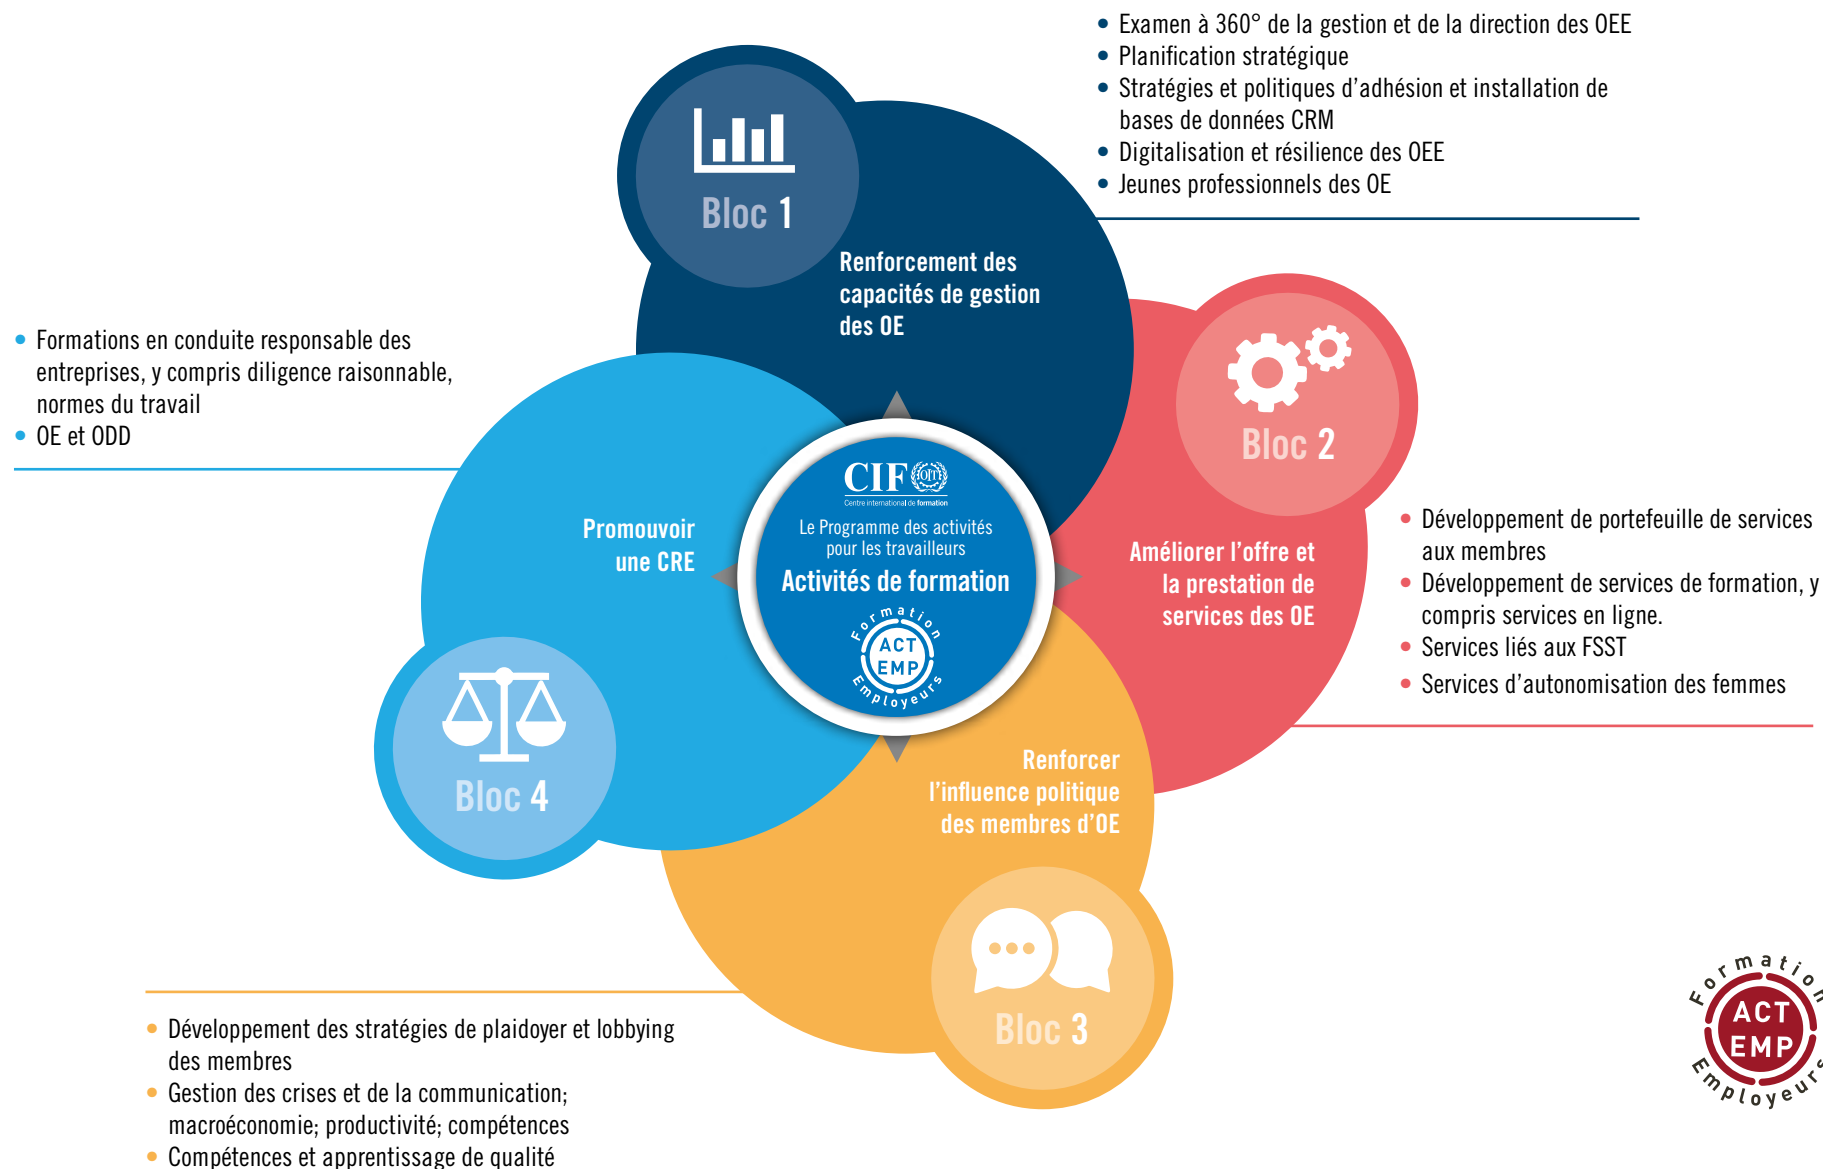 • Examen à 360° de la gestion et de la direction des OEE
• Planification stratégique
• Stratégies et politiques d'adhésion et installation de
bases de données CRM
• Digitalisation et résilience des OEE
• Jeunes professionnels des OE
Bloc 1
Renforcement des
capacités de gestion
des OE
• Formations en conduite responsable des
entreprises, y compris diligence raisonnable,
normes du travail
• OE et ODD
Bloc 2
Améliorer l'offre et
la prestation de
services des OE
• Développement de portefeuille de services
aux membres
• Développement de services de formation, y
compris services en ligne.
• Services liés aux FSST
• Services d'autonomisation des femmes
CIF OIT
Centre international de formation
Le Programme des activités
pour les travailleurs
Activités de formation
Formation
ACT
EMP
Employeurs
Promouvoir
une CRE
Bloc 4
Renforcer
l'influence politique
des membres d'OE
Bloc 3
• Développement des stratégies de plaidoyer et lobbying
des membres
• Gestion des crises et de la communication;
macroéconomie; productivité; compétences
• Compétences et apprentissage de qualité
Formation
ACT
EMP
Employeurs